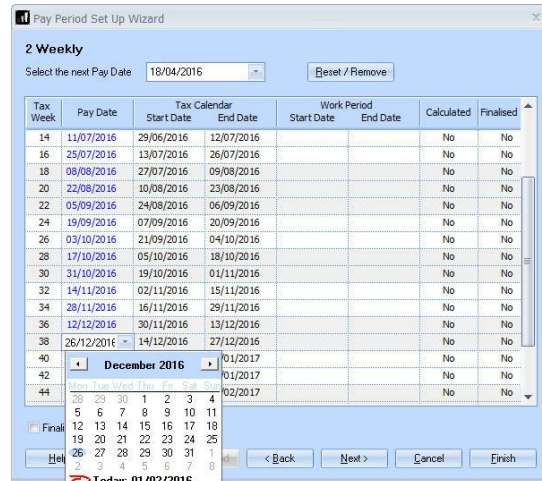 Pay Period Set Up Wizard
2 Weekly
Select the next Pay Date 18/04/2016 Reset / Remove
Tax Week Pay Date Tax Calendar Start Date End Date Work Period Start Date End Date Calculated Finalised
14 11/07/2016 29/06/2016 12/07/2016 No No
16 25/07/2016 13/07/2016 26/07/2016 No No
18 08/08/2016 27/07/2016 09/08/2016 No No
20 22/08/2016 10/08/2016 23/08/2016 No No
22 05/09/2016 24/08/2016 06/09/2016 No No
24 19/09/2016 07/09/2016 20/09/2016 No No
26 03/10/2016 21/09/2016 04/10/2016 No No
28 17/10/2016 05/10/2016 18/10/2016 No No
30 31/10/2016 19/10/2016 01/11/2016 No No
32 14/11/2016 02/11/2016 15/11/2016 No No
34 28/11/2016 16/11/2016 29/11/2016 No No
36 12/12/2016 30/11/2016 13/12/2016 No No
38 26/12/2016 14/12/2016 27/12/2016 No No
40 /01/2017 No No
42 /01/2017 No No
44 /02/2017 No No
December 2016
Mon Tue Wed Thu Fri Sat Sun
28 29 30 1 2 3 4
5 6 7 8 9 10 11
12 13 14 15 16 17 18
19 20 21 22 23 24 25
26 27 28 29 30 31 1
2 3 4 5 6 7 8
Today: 01/02/2016
Finali
Hel < Back Next > Cancel Finish